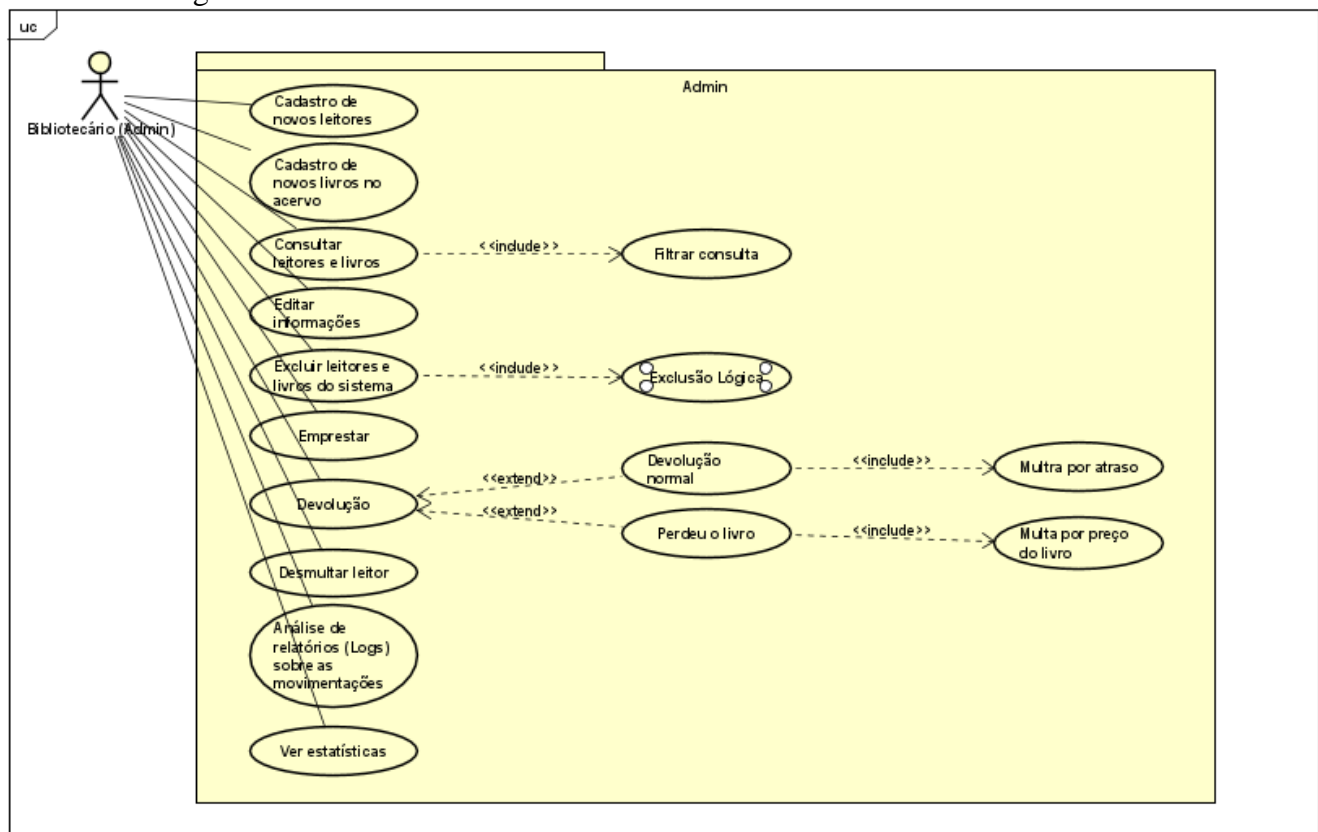 uc
Admin
Bibliotecário (Admin)
Cadastro de
novos leitores
Cadastro de
novos livros no
acervo
Consultar
leitores e livros
<<include>>
Filtrar consulta
Editar
informações
Excluir leitores e
livros do sistema
<<include>>
Exclusão Lógica
Emprestar
Devolução
<<extend>>
<<extend>>
Devolução
normal
<<include>>
Multra por atraso
Perdeu o livro
<<include>>
Multa por preço
do livro
Desmultar leitor
Análise de
relatórios (Logs)
sobre as
movimentações
Ver estatísticas